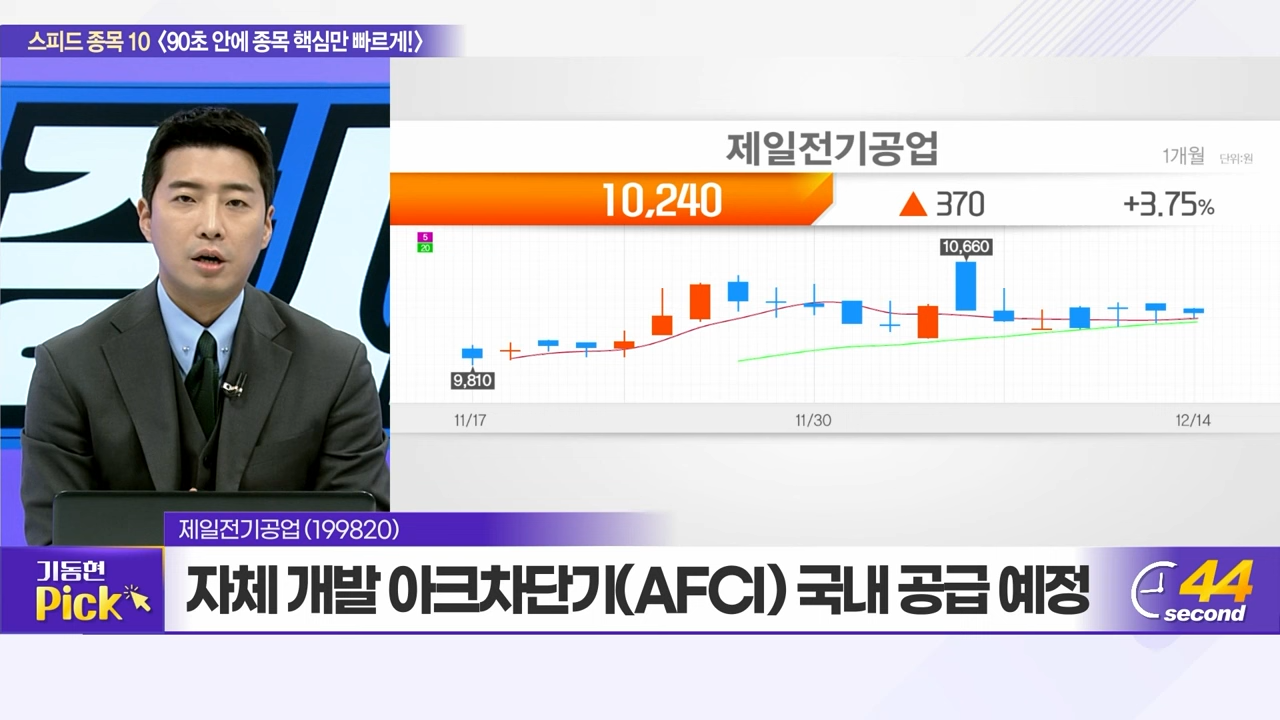 스피드 종목 10 <90초 안에 종목 핵심만 빠르게!>
제일전기공업
1개월 단위:원
10,240 ▲ 370 +3.75%
5
20
10,660
9,810
11/17 11/30 12/14
제일전기공업(199820)
기동현
Pick
자체 개발 아크차단기(AFCI) 국내 공급 예정
44
second